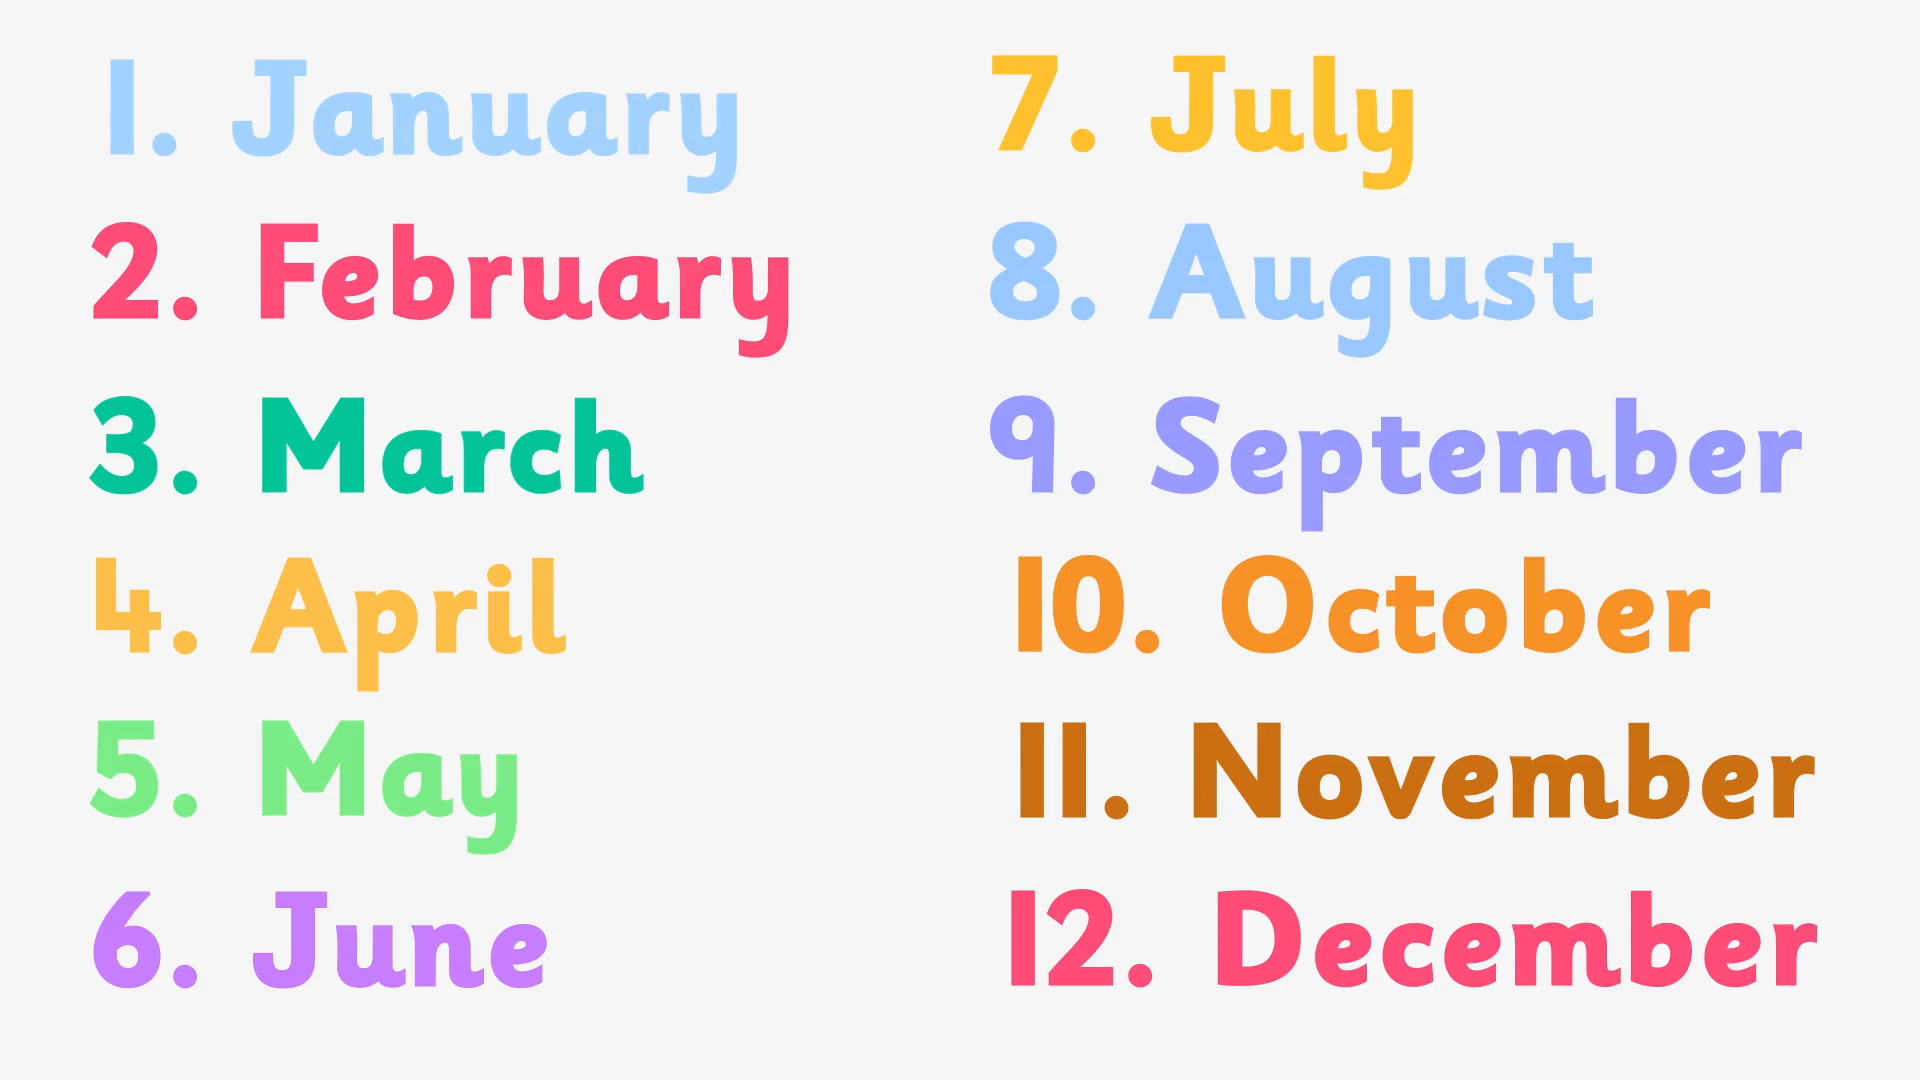 1. January
2. February
3. March
4. April
5. May
6. June
7. July
8. August
9. September
10. October
11. November
12. December